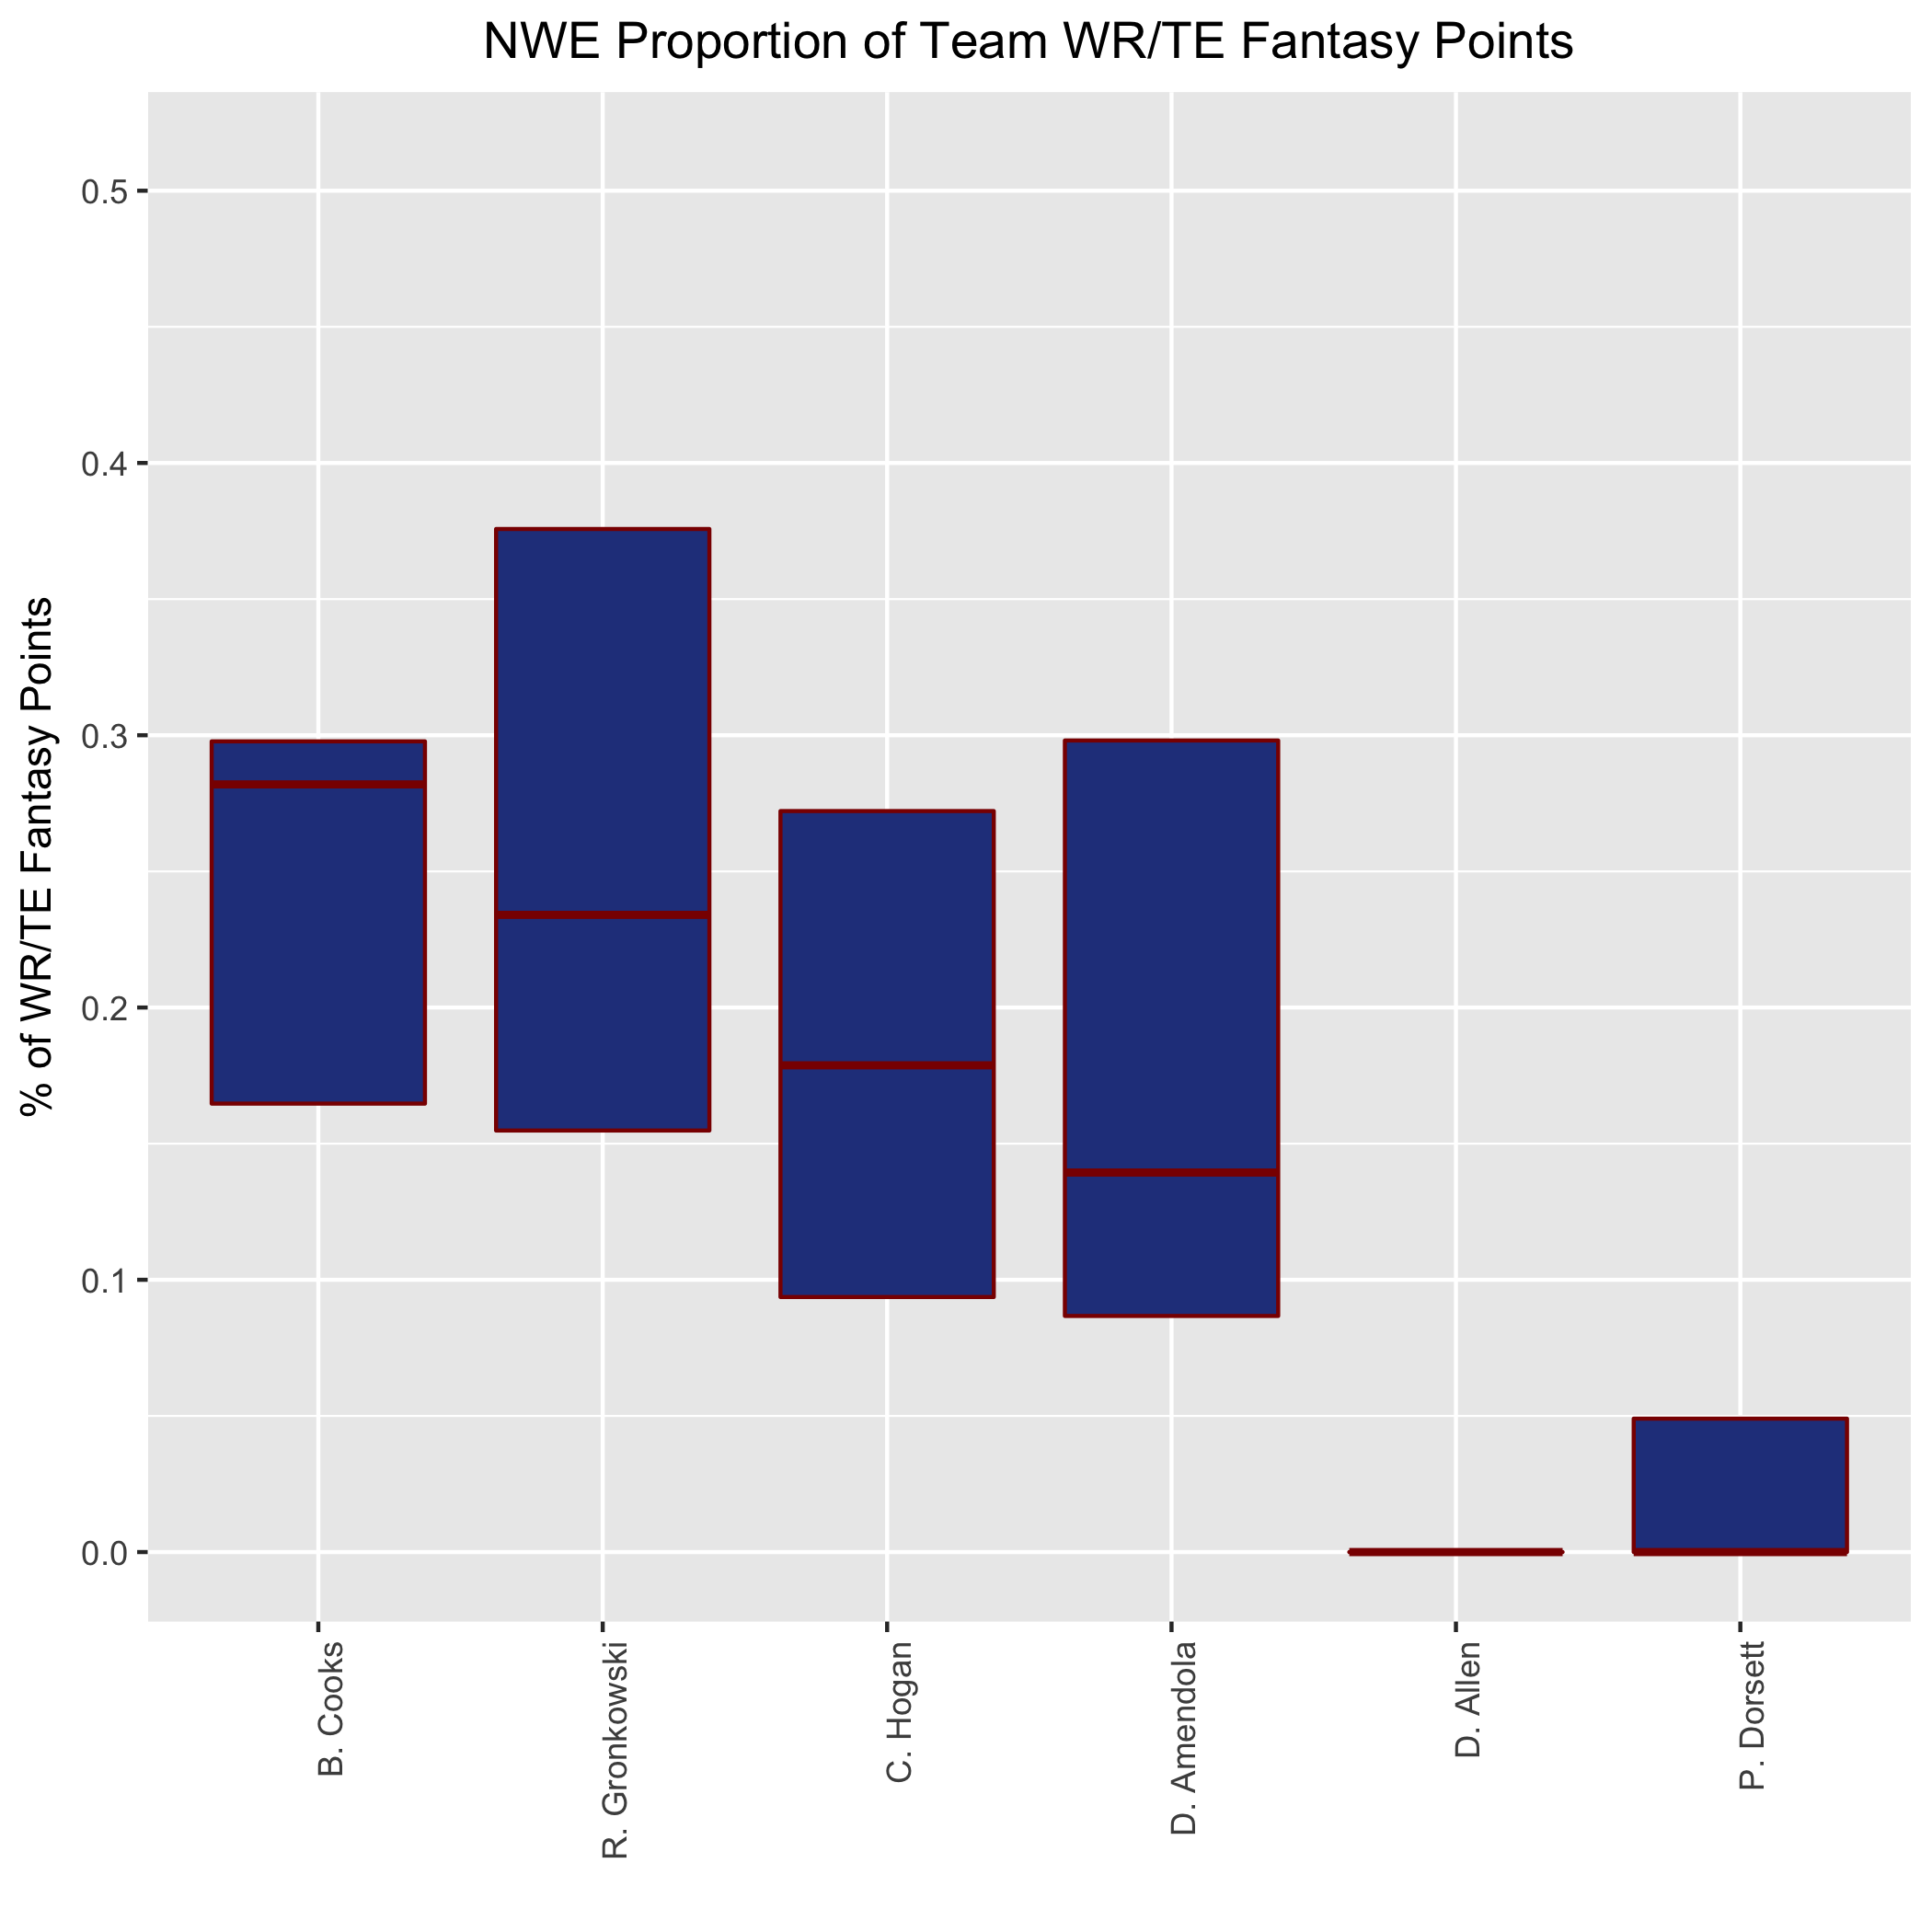 NWE Proportion of Team WR/TE Fantasy Points
% of WR/TE Fantasy Points
0.5
0.4
0.3
0.2
0.1
0.0
B. Cooks
R. Gronkowski
C. Hogan
D. Amendola
D. Allen
P. Dorsett